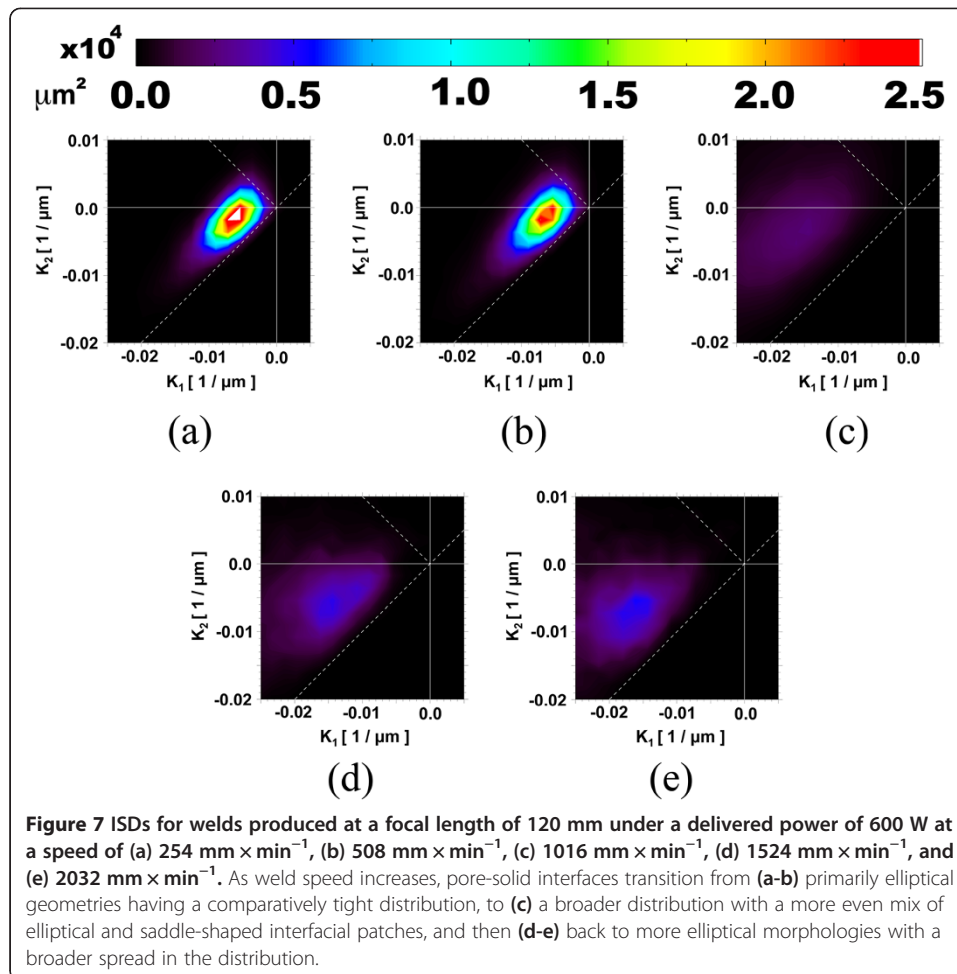 x10⁴
μm² 0.0 0.5 1.0 1.5 2.0 2.5
0.01
0.0
-0.01
-0.02
K₂ [ 1 / μm ]
-0.02 -0.01 0.0
K₁ [ 1 / μm ]
(a)
0.01
0.0
-0.01
-0.02
K₂ [ 1 / μm ]
-0.02 -0.01 0.0
K₁ [ 1 / μm ]
(b)
0.01
0.0
-0.01
-0.02
K₂ [ 1 / μm ]
-0.02 -0.01 0.0
K₁ [ 1 / μm ]
(c)
0.01
0.0
-0.01
-0.02
K₂ [ 1 / μm ]
-0.02 -0.01 0.0
K₁ [ 1 / μm ]
(d)
0.01
0.0
-0.01
-0.02
K₂ [ 1 / μm ]
-0.02 -0.01 0.0
K₁ [ 1 / μm ]
(e)
Figure 7 ISDs for welds produced at a focal length of 120 mm under a delivered power of 600 W at
a speed of (a) 254 mm × min⁻¹, (b) 508 mm × min⁻¹, (c) 1016 mm × min⁻¹, (d) 1524 mm × min⁻¹, and
(e) 2032 mm × min⁻¹. As weld speed increases, pore-solid interfaces transition from (a-b) primarily elliptical
geometries having a comparatively tight distribution, to (c) a broader distribution with a more even mix of
elliptical and saddle-shaped interfacial patches, and then (d-e) back to more elliptical morphologies with a
broader spread in the distribution.